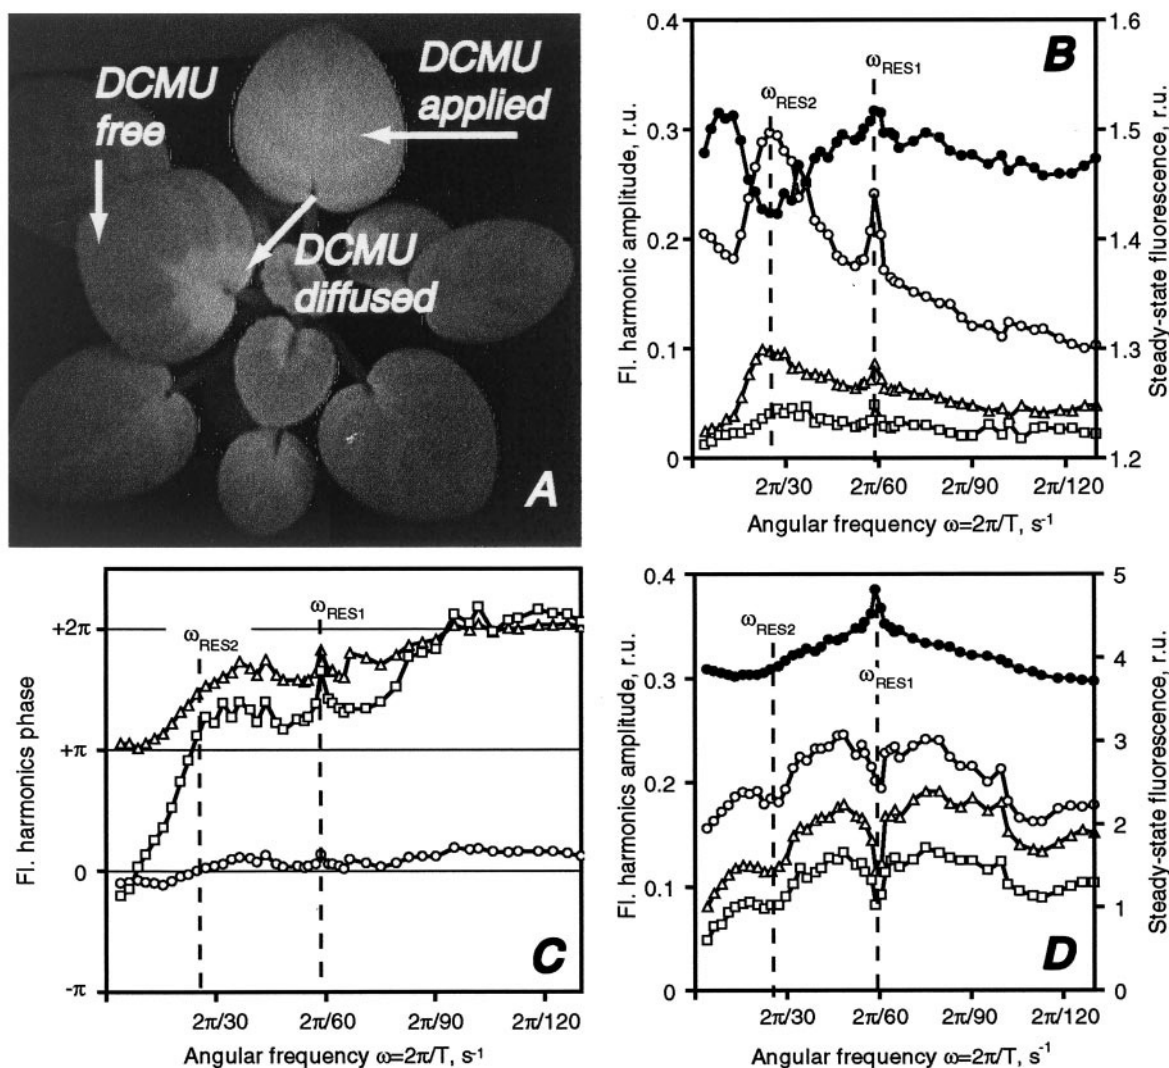 DCMU
free
DCMU
applied
DCMU
diffused
A
0.4
0.3
0.2
0.1
0
Fl. harmonic amplitude, r.u.
ωRES2
ωRES1
B
1.6
1.5
1.4
1.3
1.2
Steady-state fluorescence, r.u.
2π/30 2π/60 2π/90 2π/120
Angular frequency ω=2π/T, s⁻¹
+2π
+π
0
-π
Fl. harmonics phase
ωRES2
ωRES1
C
2π/30 2π/60 2π/90 2π/120
Angular frequency ω=2π/T, s⁻¹
0.4
0.3
0.2
0.1
0
Fl. harmonics amplitude, r.u.
ωRES2
ωRES1
D
5
4
3
2
1
0
Steady-state fluorescence, r.u.
2π/30 2π/60 2π/90 2π/120
Angular frequency ω=2π/T, s⁻¹